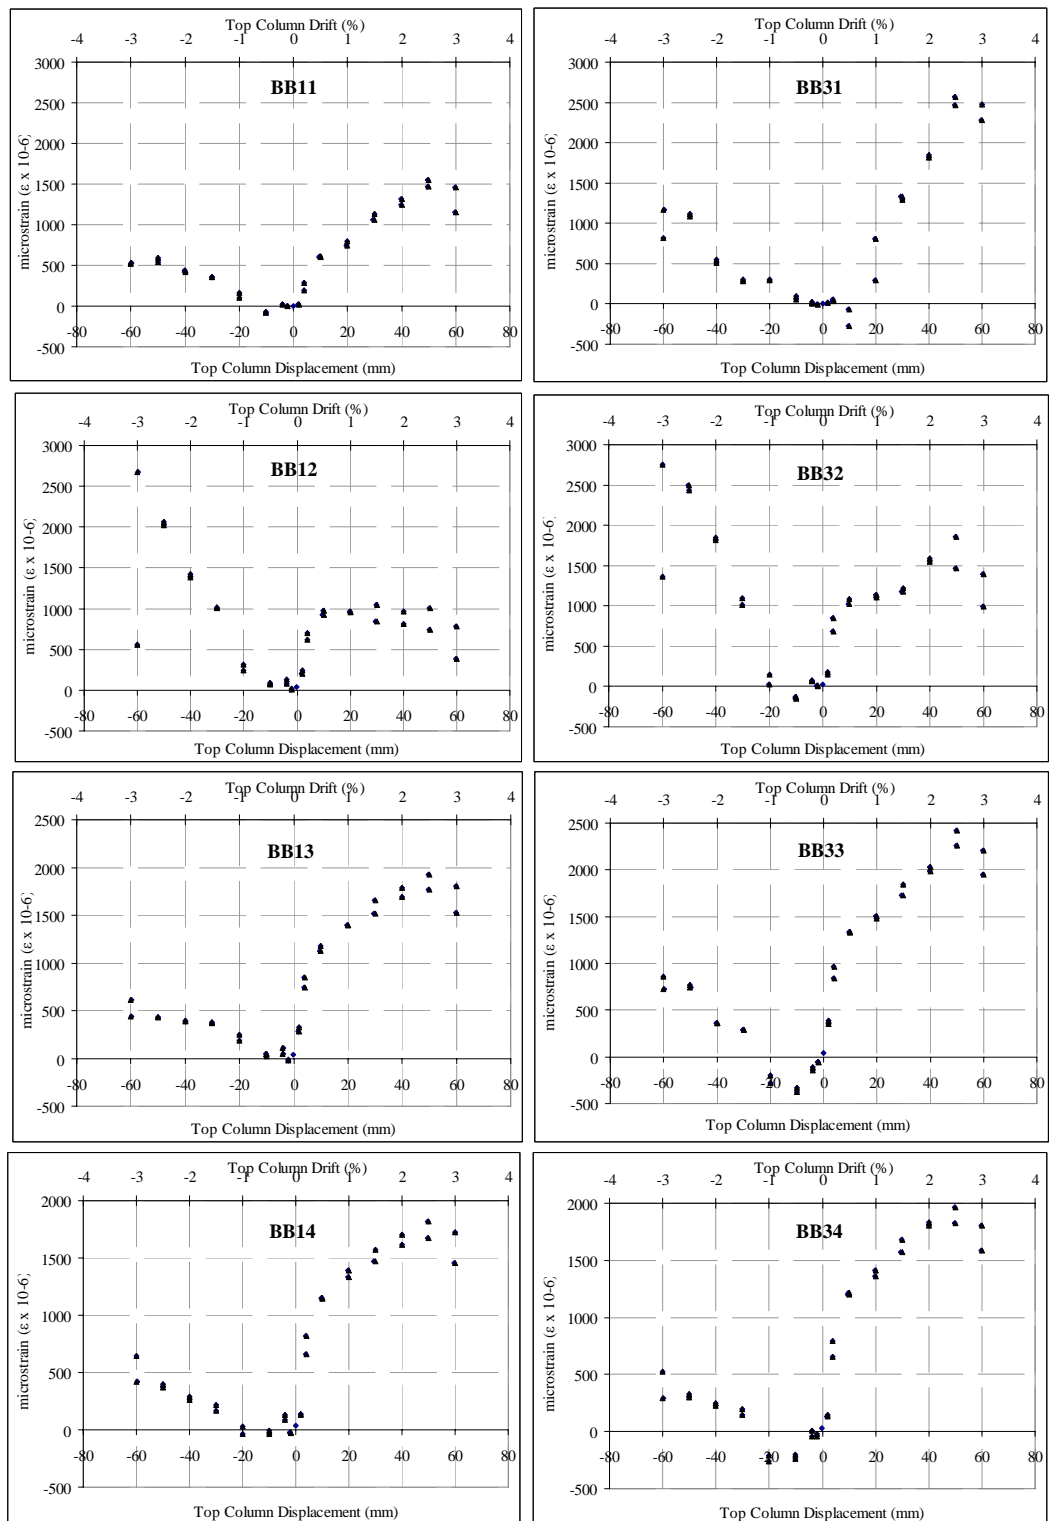 Top Column Drift (%)
-4 -3 -2 -1 0 1 2 3 4
3000
BB11
2500
2000
1500
1000
500
0
-80 -60 -40 -20 0 20 40 60 80
-500
microstrain (ε x 10-6)
Top Column Displacement (mm)
Top Column Drift (%)
-4 -3 -2 -1 0 1 2 3 4
3000
BB31
2500
2000
1500
1000
500
0
-80 -60 -40 -20 0 20 40 60 80
-500
microstrain (ε x 10-6)
Top Column Displacement (mm)
Top Column Drift (%)
-4 -3 -2 -1 0 1 2 3 4
3000
BB12
2500
2000
1500
1000
500
0
-80 -60 -40 -20 0 20 40 60 80
-500
microstrain (ε x 10-6)
Top Column Displacement (mm)
Top Column Drift (%)
-4 -3 -2 -1 0 1 2 3 4
3000
BB32
2500
2000
1500
1000
500
0
-80 -60 -40 -20 0 20 40 60 80
-500
microstrain (ε x 10-6)
Top Column Displacement (mm)
Top Column Drift (%)
-4 -3 -2 -1 0 1 2 3 4
2500
BB13
2000
1500
1000
500
0
-80 -60 -40 -20 0 20 40 60 80
-500
microstrain (ε x 10-6)
Top Column Displacement (mm)
Top Column Drift (%)
-4 -3 -2 -1 0 1 2 3 4
2500
BB33
2000
1500
1000
500
0
-80 -60 -40 -20 0 20 40 60 80
-500
microstrain (ε x 10-6)
Top Column Displacement (mm)
Top Column Drift (%)
-4 -3 -2 -1 0 1 2 3 4
2000
BB14
1500
1000
500
0
-80 -60 -40 -20 0 20 40 60 80
-500
microstrain (ε x 10-6)
Top Column Displacement (mm)
Top Column Drift (%)
-4 -3 -2 -1 0 1 2 3 4
2000
BB34
1500
1000
500
0
-80 -60 -40 -20 0 20 40 60 80
-500
microstrain (ε x 10-6)
Top Column Displacement (mm)